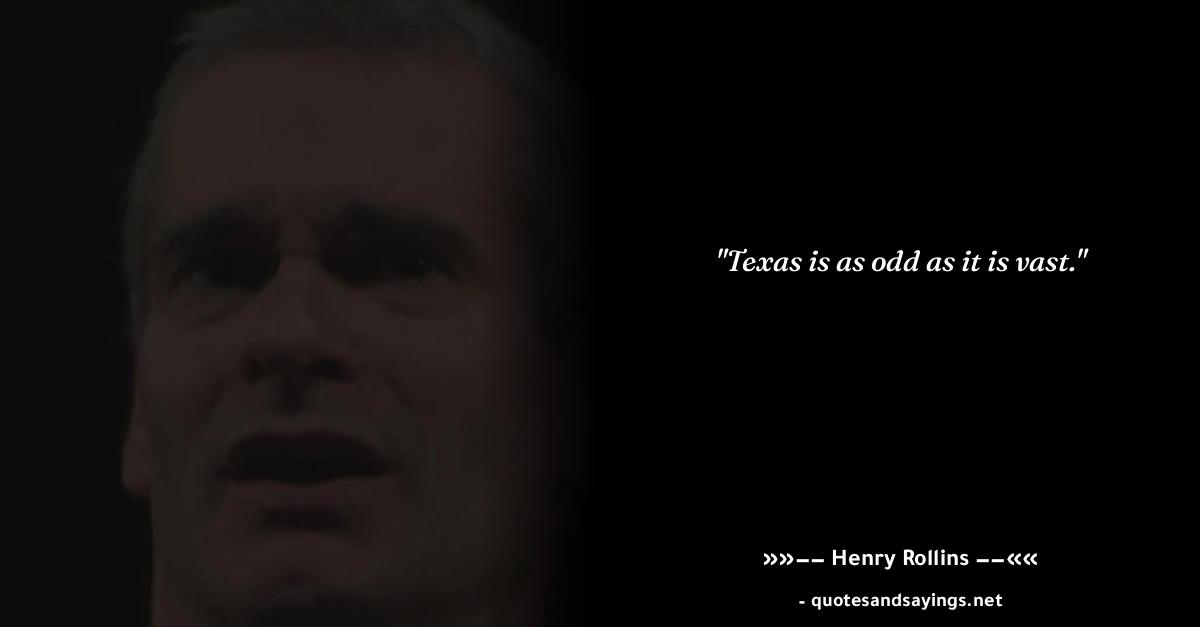 "Texas is as odd as it is vast."
»»–– Henry Rollins ––««
- quotesandsayings.net